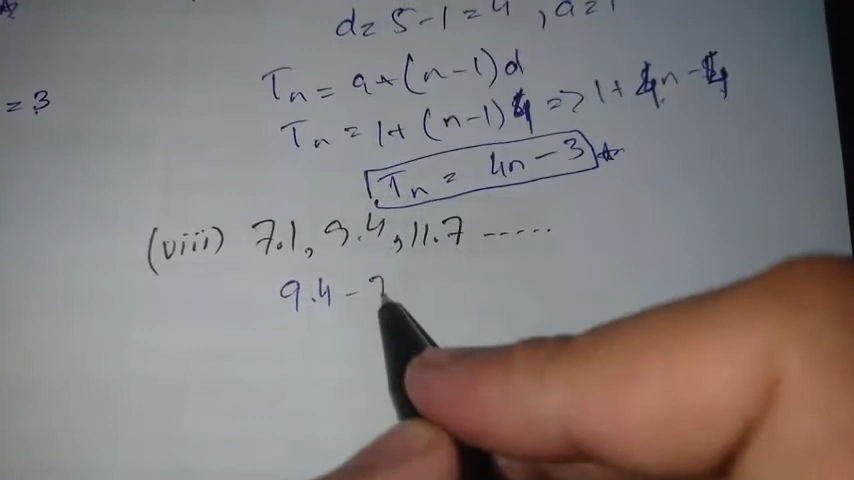 d = 5 - 1 = 4 , a = 1
= 3
Tn = a + (n-1)d
Tn = 1 + (n-1)4 => 1 + 4n - 4
Tn = 4n - 3
(viii) 7.1, 9.4, 11.7 .....
9.4 -